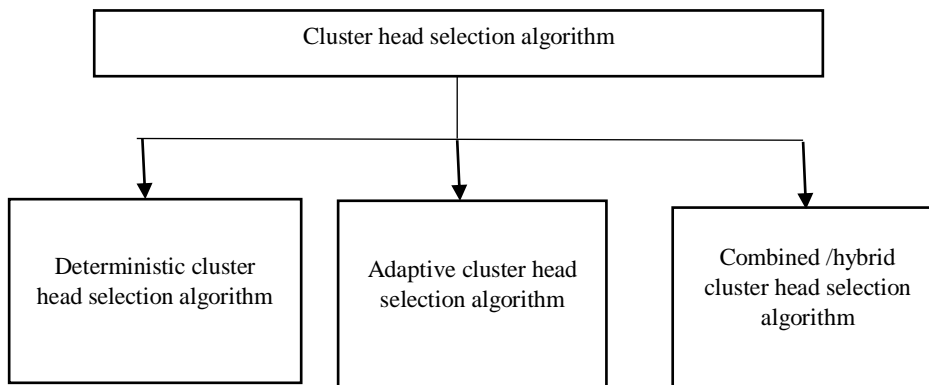 Cluster head selection algorithm
Deterministic cluster
head selection algorithm
Adaptive cluster head
selection algorithm
Combined /hybrid
cluster head selection
algorithm